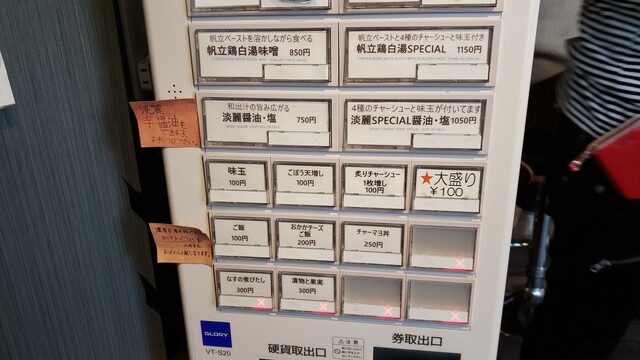 帆立ペーストを溶かしながら食べる
帆立鶏白湯味噌 850円
帆立ペーストと4種のチャーシューと味玉付き
帆立鶏白湯SPECIAL 1150円
和出汁の旨み広がる
淡麗醤油・塩 750円
4種のチャーシューと味玉が付いてます
淡麗SPECIAL醤油・塩 1050円
味玉
100円
ごぼう天増し
100円
炙りチャーシュー
1枚増し
100円
★大盛り
¥100
ご飯
100円
おかかチーズ
ご飯
200円
チャーマヨ丼
250円
なすの煮びたし
300円
漬物と果実
300円
GLORY
VT-S20
硬貨取出口
注意
券取出口